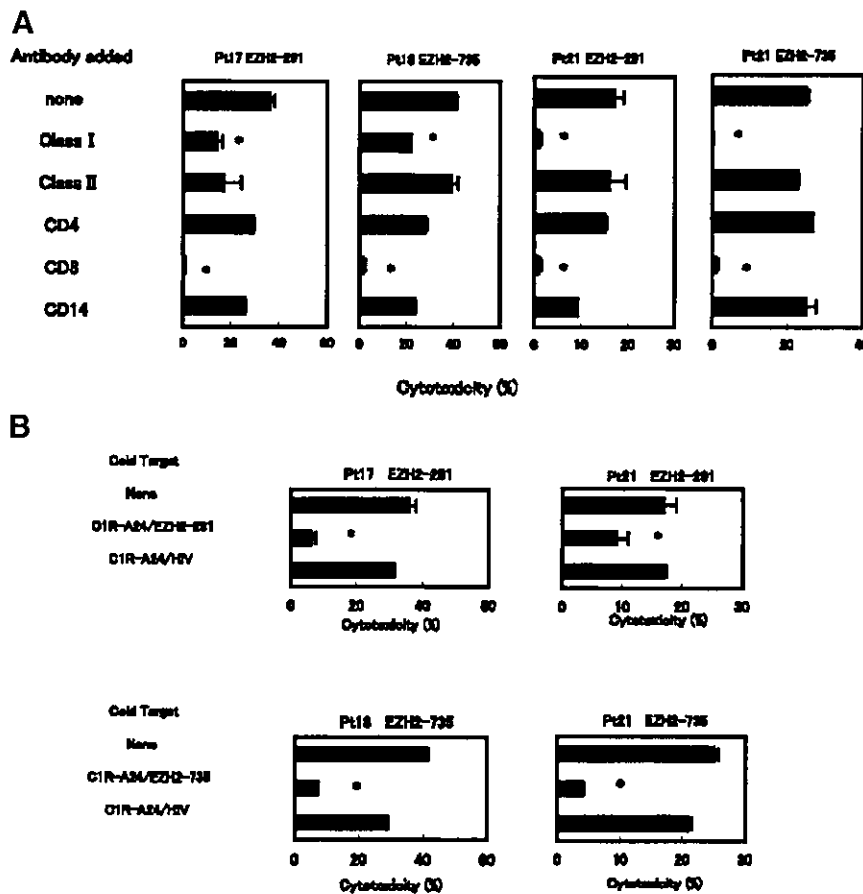 A
Antibody added
Pt17 EZH2-291
Pt18 EZH2-735
Pt21 EZH2-291
Pt21 EZH2-735
none
Class I
Class II
CD4
CD8
CD14
0 20 40 60
0 20 40 60
0 10 20 30
0 20 40
Cytotoxicity (%)
B
Cold Target
Pt17 EZH2-291
Pt21 EZH2-291
None
C1R-A24/EZH2-291
C1R-A24/HIV
0 20 40 60
0 10 20 30
Cytotoxicity (%)
Cytotoxicity (%)
Cold Target
Pt18 EZH2-735
Pt21 EZH2-735
None
C1R-A24/EZH2-735
C1R-A24/HIV
0 20 40 60
0 10 20 30
Cytotoxicity (%)
Cytotoxicity (%)